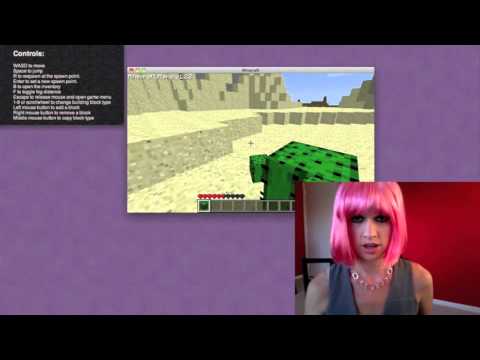 Controls:
WASD to move
Space to jump
R to respawn at the spawn point.
Enter to set a new spawn point.
B to open the inventory
F to toggle fog distance
Escape to release mouse and open game menu
1-9 or scrollwheel to change building block type
Left mouse button to add a block
Right mouse button to remove a block
Middle mouse button to copy block type
Minecraft